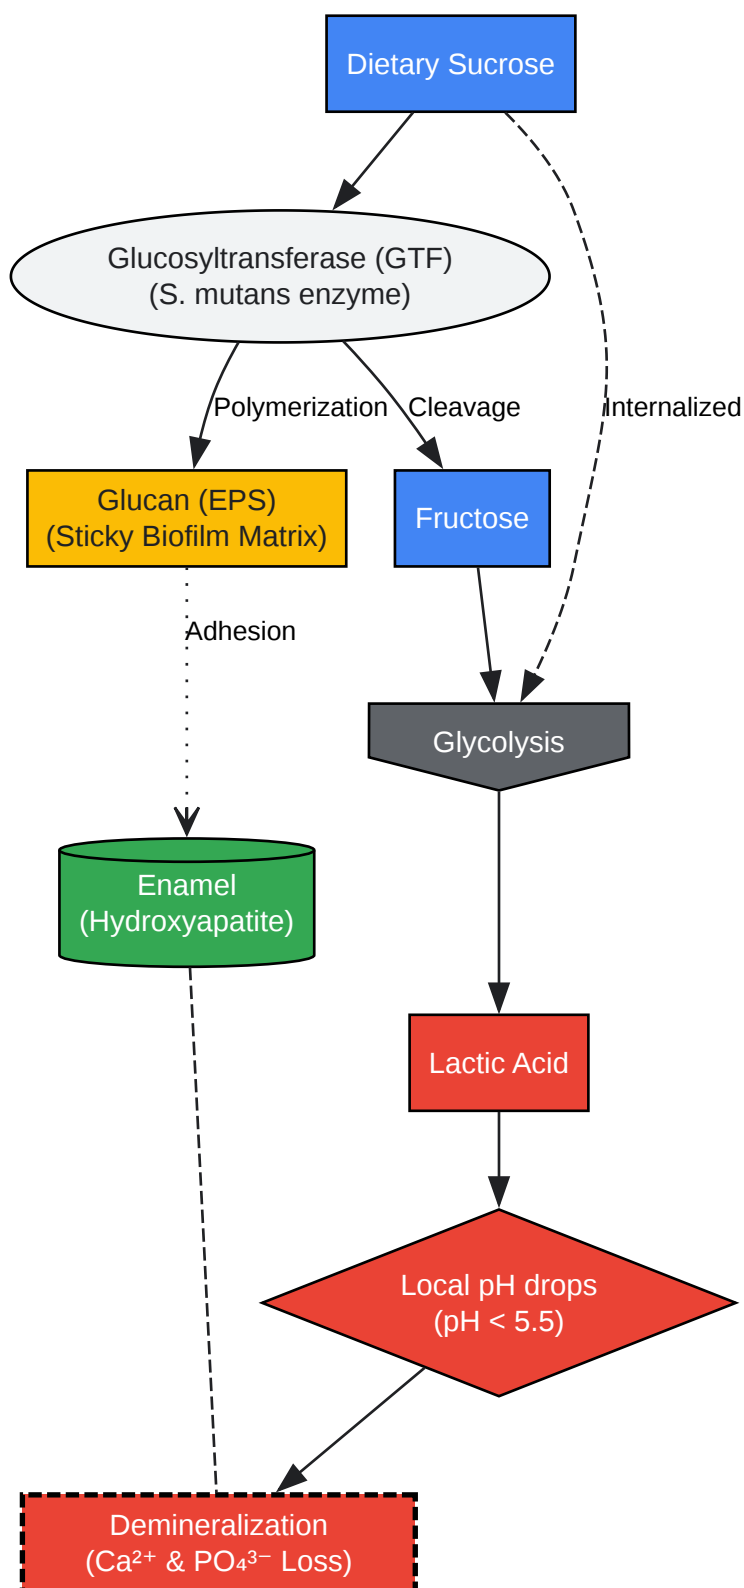 Dietary Sucrose
Glucosyltransferase (GTF)
(S. mutans enzyme)
Polymerization
Cleavage
Internalized
Glucan (EPS)
(Sticky Biofilm Matrix)
Fructose
Adhesion
Glycolysis
Enamel
(Hydroxyapatite)
Lactic Acid
Local pH drops
(pH < 5.5)
Demineralization
(Ca²⁺ & PO₄³⁻ Loss)